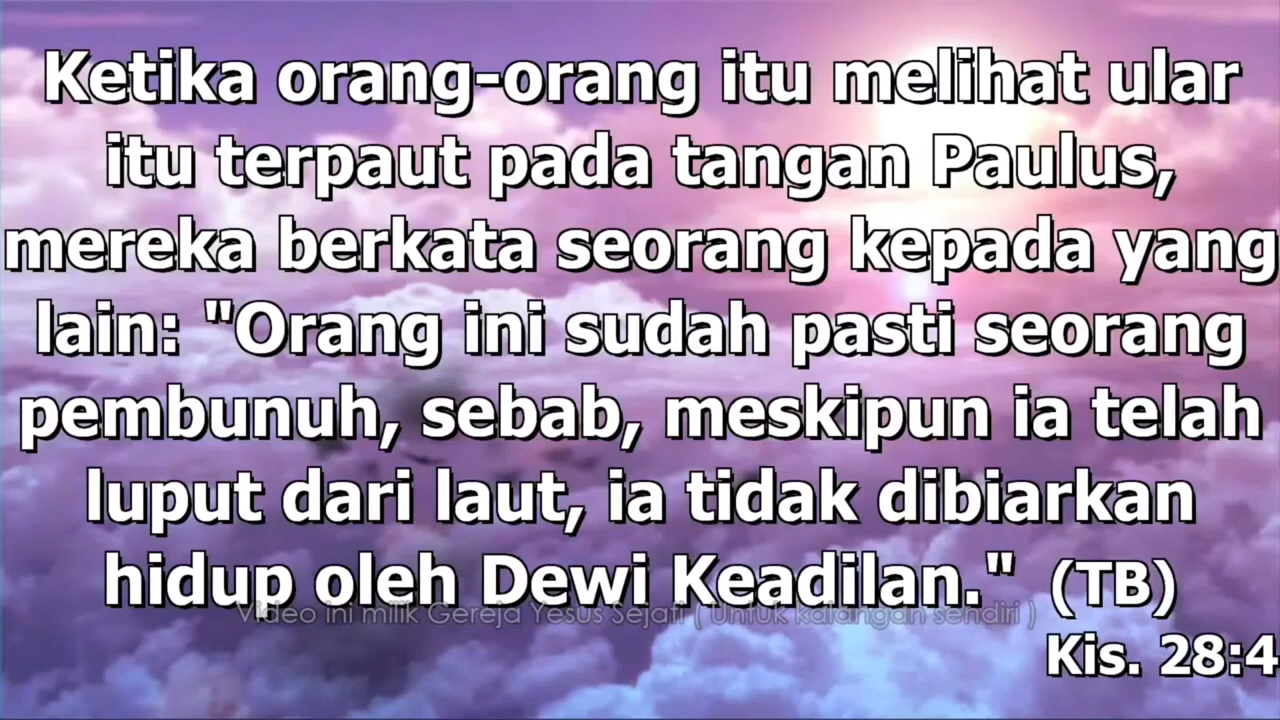 Ketika orang-orang itu melihat ular
itu terpaut pada tangan Paulus,
mereka berkata seorang kepada yang
lain: "Orang ini sudah pasti seorang
pembunuh, sebab, meskipun ia telah
luput dari laut, ia tidak dibiarkan
hidup oleh Dewi Keadilan." (TB)
Video ini milik Gereja Yesus Sejati ( Untuk kalangan sendiri )
Kis. 28:4